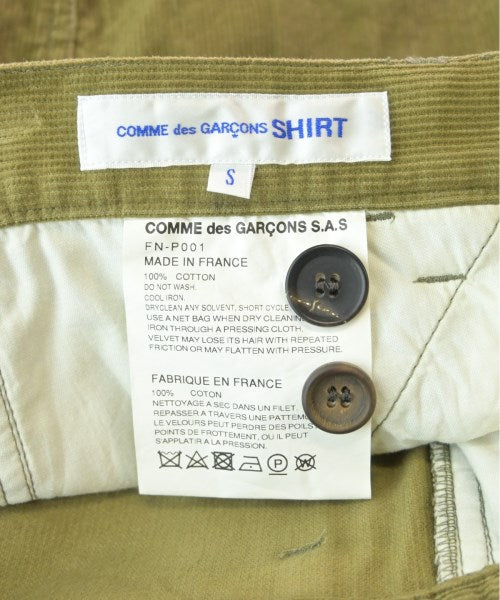 COMME des GARÇONS SHIRT
S
COMME des GARÇONS S.A.S
FN-P001
MADE IN FRANCE
100% COTTON
DO NOT WASH.
COOL IRON.
DRYCLEAN ANY SOLVENT, SHORT CYCLE
USE A NET BAG WHEN DRY CLEANING
IRON THROUGH A PRESSING CLOTH.
VELVET MAY LOSE ITS HAIR WITH REPEATED
FRICTION OR MAY FLATTEN WITH PRESSURE.
FABRIQUE EN FRANCE
100% COTON
NETTOYAGE A SEC DANS UN FILET.
REPASSER A TRAVERS UNE
LE VELOURS PEUT PERDRE DES POILS
POINTS DE FROTTEMENT, OU IL PEUT
S'APPLATIR A LA PRESSION.